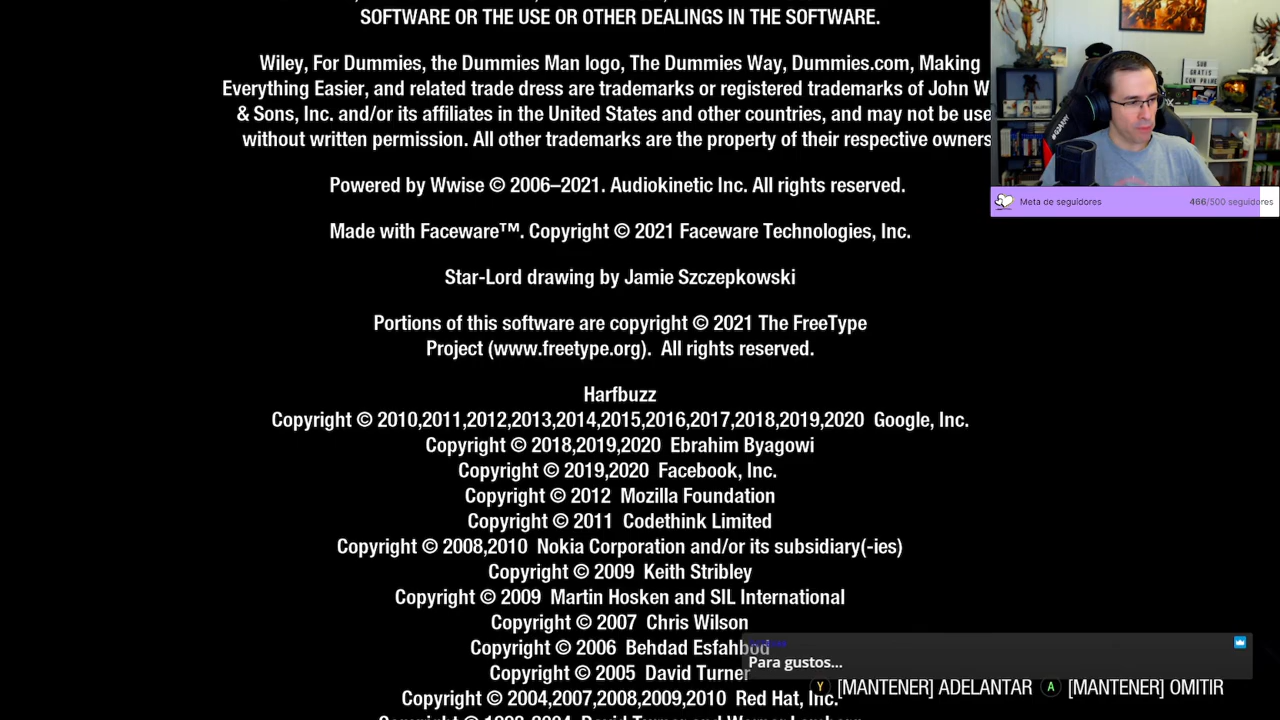 SOFTWARE OR THE USE OR OTHER DEALINGS IN THE SOFTWARE.
Wiley, For Dummies, the Dummies Man logo, The Dummies Way, Dummies.com, Making
Everything Easier, and related trade dress are trademarks or registered trademarks of John W
& Sons, Inc. and/or its affiliates in the United States and other countries, and may not be use
without written permission. All other trademarks are the property of their respective owners
Powered by Wwise © 2006–2021. Audiokinetic Inc. All rights reserved.
Made with Faceware™. Copyright © 2021 Faceware Technologies, Inc.
Star-Lord drawing by Jamie Szczepkowski
Portions of this software are copyright © 2021 The FreeType
Project (www.freetype.org). All rights reserved.
Harfbuzz
Copyright © 2010,2011,2012,2013,2014,2015,2016,2017,2018,2019,2020 Google, Inc.
Copyright © 2018,2019,2020 Ebrahim Byagowi
Copyright © 2019,2020 Facebook, Inc.
Copyright © 2012 Mozilla Foundation
Copyright © 2011 Codethink Limited
Copyright © 2008,2010 Nokia Corporation and/or its subsidiary(-ies)
Copyright © 2009 Keith Stribley
Copyright © 2009 Martin Hosken and SIL International
Copyright © 2007 Chris Wilson
Copyright © 2006 Behdad Esfahbod
Copyright © 2005 David Turner
Copyright © 2004,2007,2008,2009,2010 Red Hat, Inc.
SUB
GRATIS
CON PRIME
Meta de seguidores 466/500 seguidores
Para gustos...
Y [MANTENER] ADELANTAR A [MANTENER] OMITIR